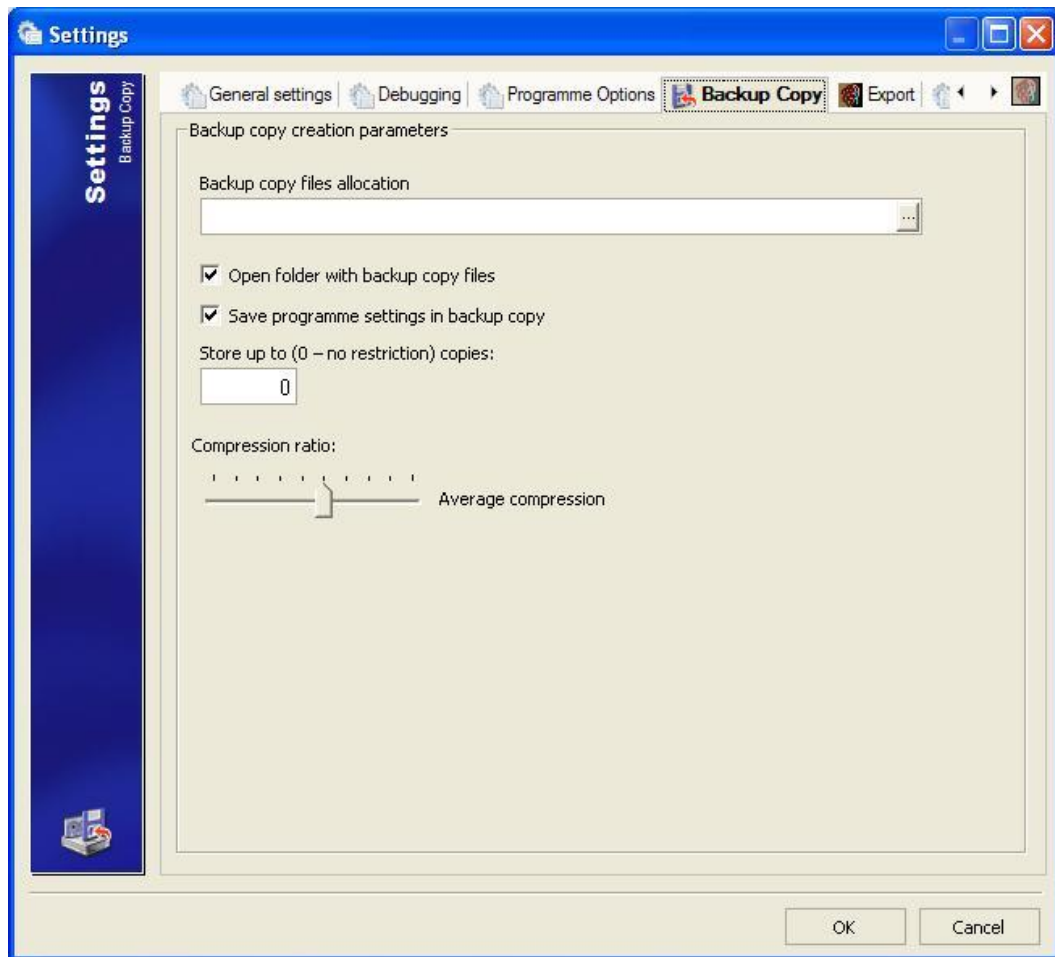 Settings
Settings
Backup Copy
General settings
Debugging
Programme Options
Backup Copy
Export
Backup copy creation parameters
Backup copy files allocation
...
Open folder with backup copy files
Save programme settings in backup copy
Store up to (0 – no restriction) copies:
0
Compression ratio:
Average compression
OK
Cancel